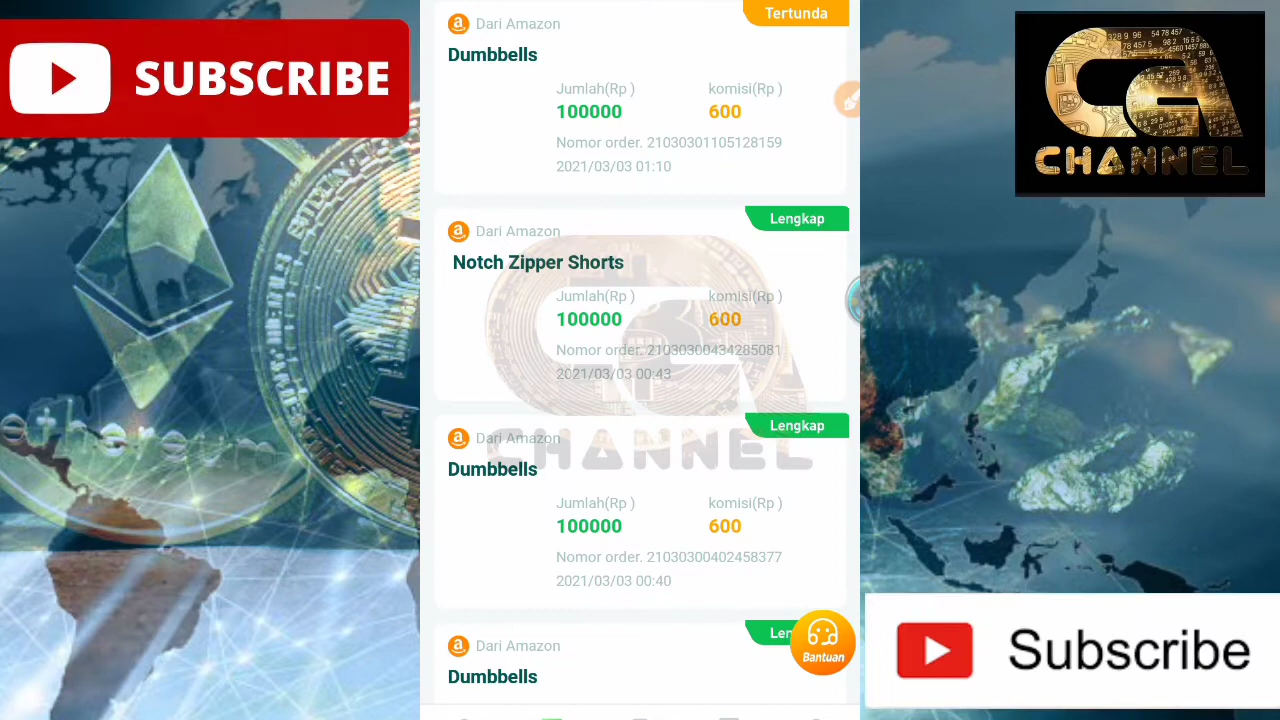 SUBSCRIBE
CHANNEL
Dari Amazon
Tertunda
Dumbbells
Jumlah(Rp )
komisi(Rp )
100000
600
Nomor order. 21030301105128159
2021/03/03 01:10
Dari Amazon
Lengkap
Notch Zipper Shorts
Jumlah(Rp )
komisi(Rp )
100000
600
Nomor order. 21030300434285081
2021/03/03 00:43
Dari Amazon
Lengkap
CHANNEL
Dumbbells
Jumlah(Rp )
komisi(Rp )
100000
600
Nomor order. 21030300402458377
2021/03/03 00:40
Dari Amazon
Bantuan
Dumbbells
Subscribe